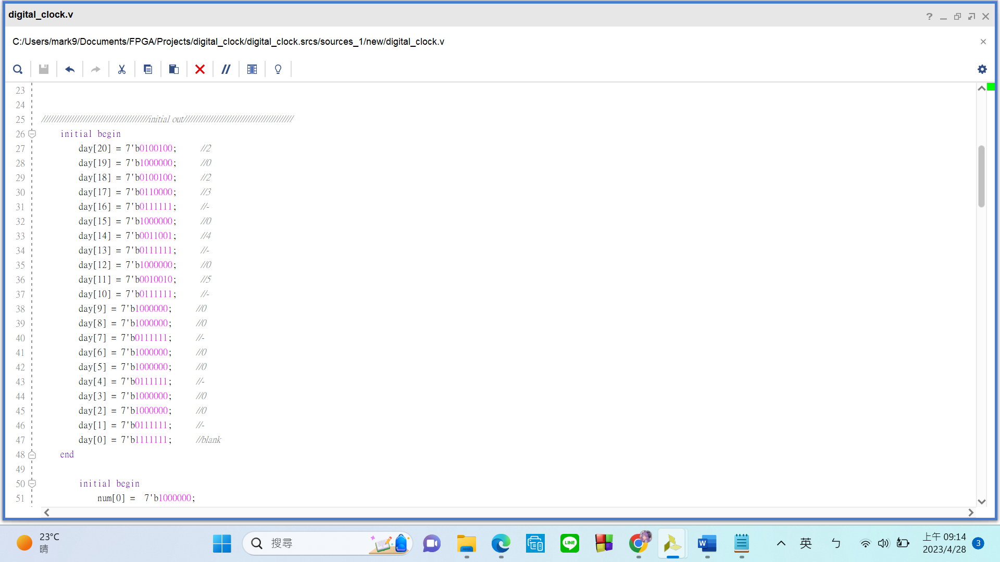 digital_clock.v
C:/Users/mark9/Documents/FPGA/Projects/digital_clock/digital_clock.srcs/sources_1/new/digital_clock.v
23
24
25 /////////////////////////////////////////initial out//////////////////////////////////////////
26 initial begin
27 day[20] = 7'b0100100; //2
28 day[19] = 7'b1000000; //0
29 day[18] = 7'b0100100; //2
30 day[17] = 7'b0110000; //3
31 day[16] = 7'b0111111; //-
32 day[15] = 7'b1000000; //0
33 day[14] = 7'b0011001; //4
34 day[13] = 7'b0111111; //-
35 day[12] = 7'b1000000; //0
36 day[11] = 7'b0010010; //5
37 day[10] = 7'b0111111; //-
38 day[9] = 7'b1000000; //0
39 day[8] = 7'b1000000; //0
40 day[7] = 7'b0111111; //-
41 day[6] = 7'b1000000; //0
42 day[5] = 7'b1000000; //0
43 day[4] = 7'b0111111; //-
44 day[3] = 7'b1000000; //0
45 day[2] = 7'b1000000; //0
46 day[1] = 7'b0111111; //-
47 day[0] = 7'b1111111; //blank
48 end
49
50 initial begin
51 num[0] = 7'b1000000;
23°C
晴
搜尋
LINE
W
英
ㄅ
上午 09:14
2023/4/28
3